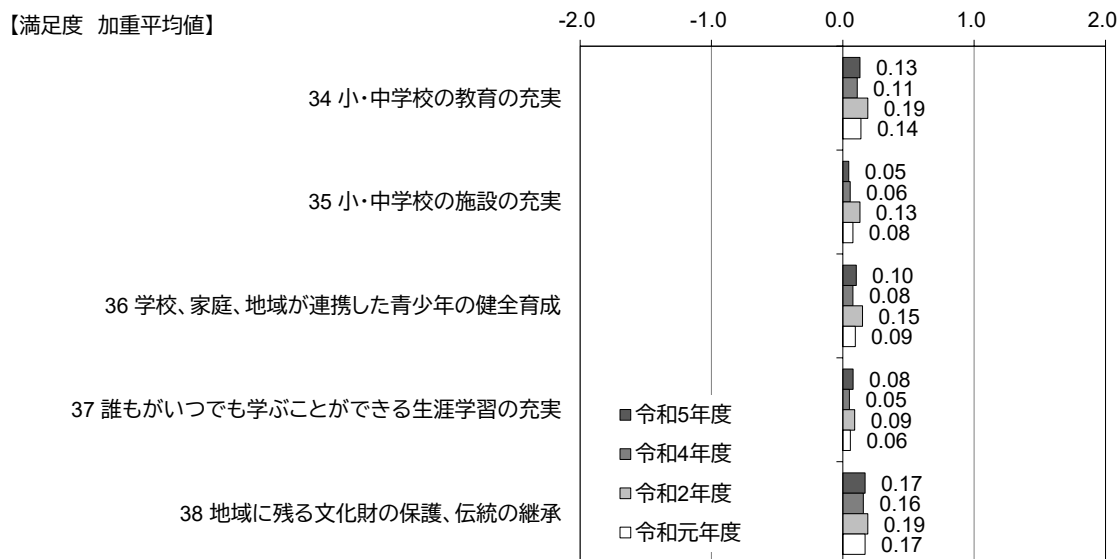 【満足度 加重平均値】
-2.0 -1.0 0.0 1.0 2.0
34 小・中学校の教育の充実
0.13
0.11
0.19
0.14
35 小・中学校の施設の充実
0.05
0.06
0.13
0.08
36 学校、家庭、地域が連携した青少年の健全育成
0.10
0.08
0.15
0.09
37 誰もがいつでも学ぶことができる生涯学習の充実
0.08
0.05
0.09
0.06
38 地域に残る文化財の保護、伝統の継承
0.17
0.16
0.19
0.17
令和5年度
令和4年度
令和2年度
令和元年度